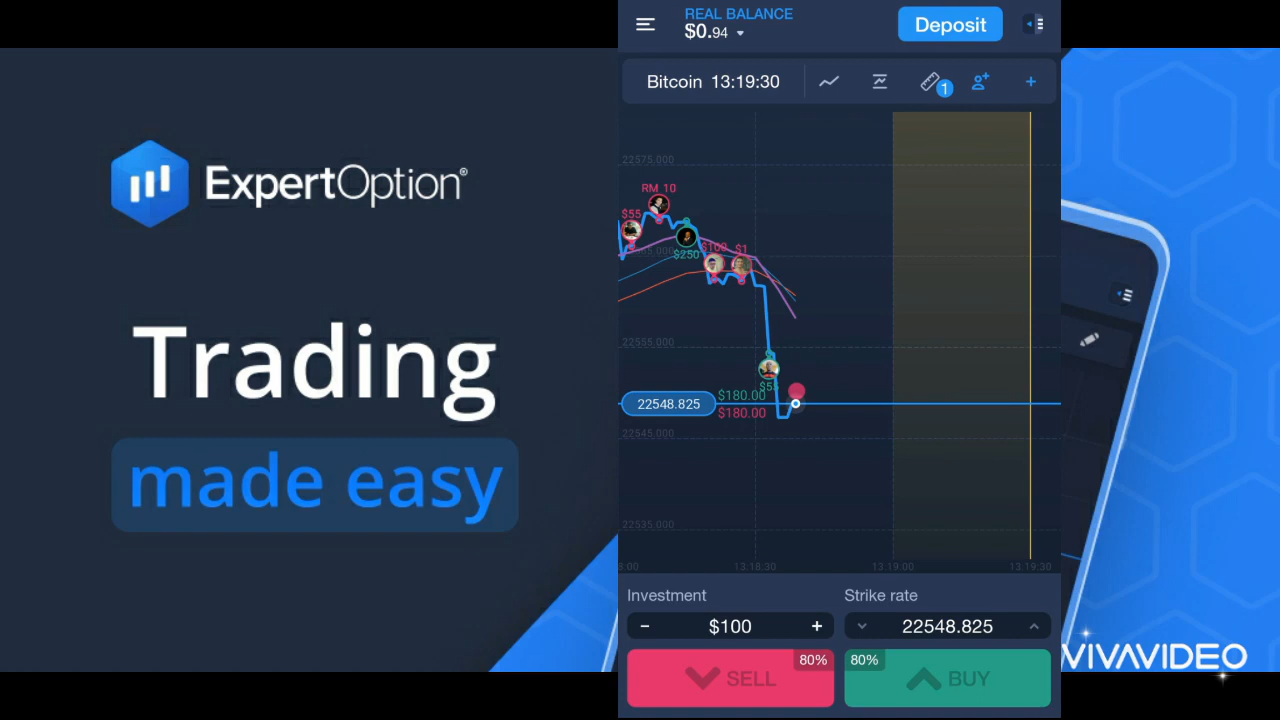 ExpertOption®
Trading
made easy
REAL BALANCE
$0.94
Deposit
Bitcoin 13:19:30
1
22575.000
RM 10
$55
$250
$100
$1
22555.000
$180.00
22548.825
$180.00
22545.000
22535.000
13:18:30
13:19:00
13:19:30
Investment
Strike rate
- $100 +
22548.825
80%
SELL
80%
BUY
VIVAVIDEO